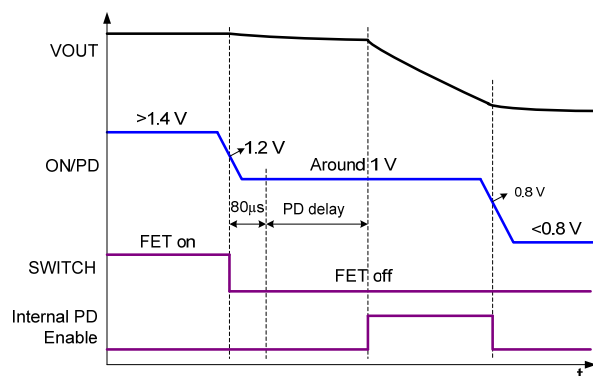 VOUT
>1.4 V
1.2 V
ON/PD
Around 1 V
0.8 V
80μs
PD delay
<0.8 V
FET on
SWITCH
FET off
Internal PD
Enable
t